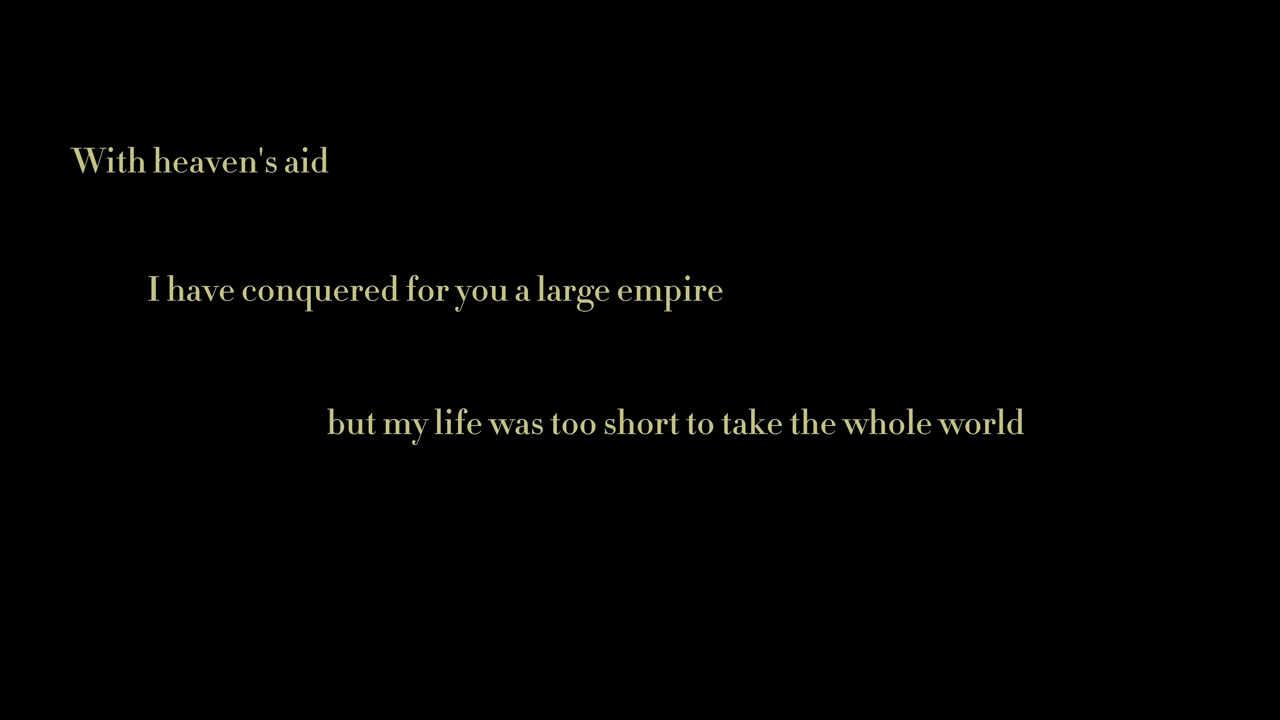 With heaven's aid
I have conquered for you a large empire
but my life was too short to take the whole world